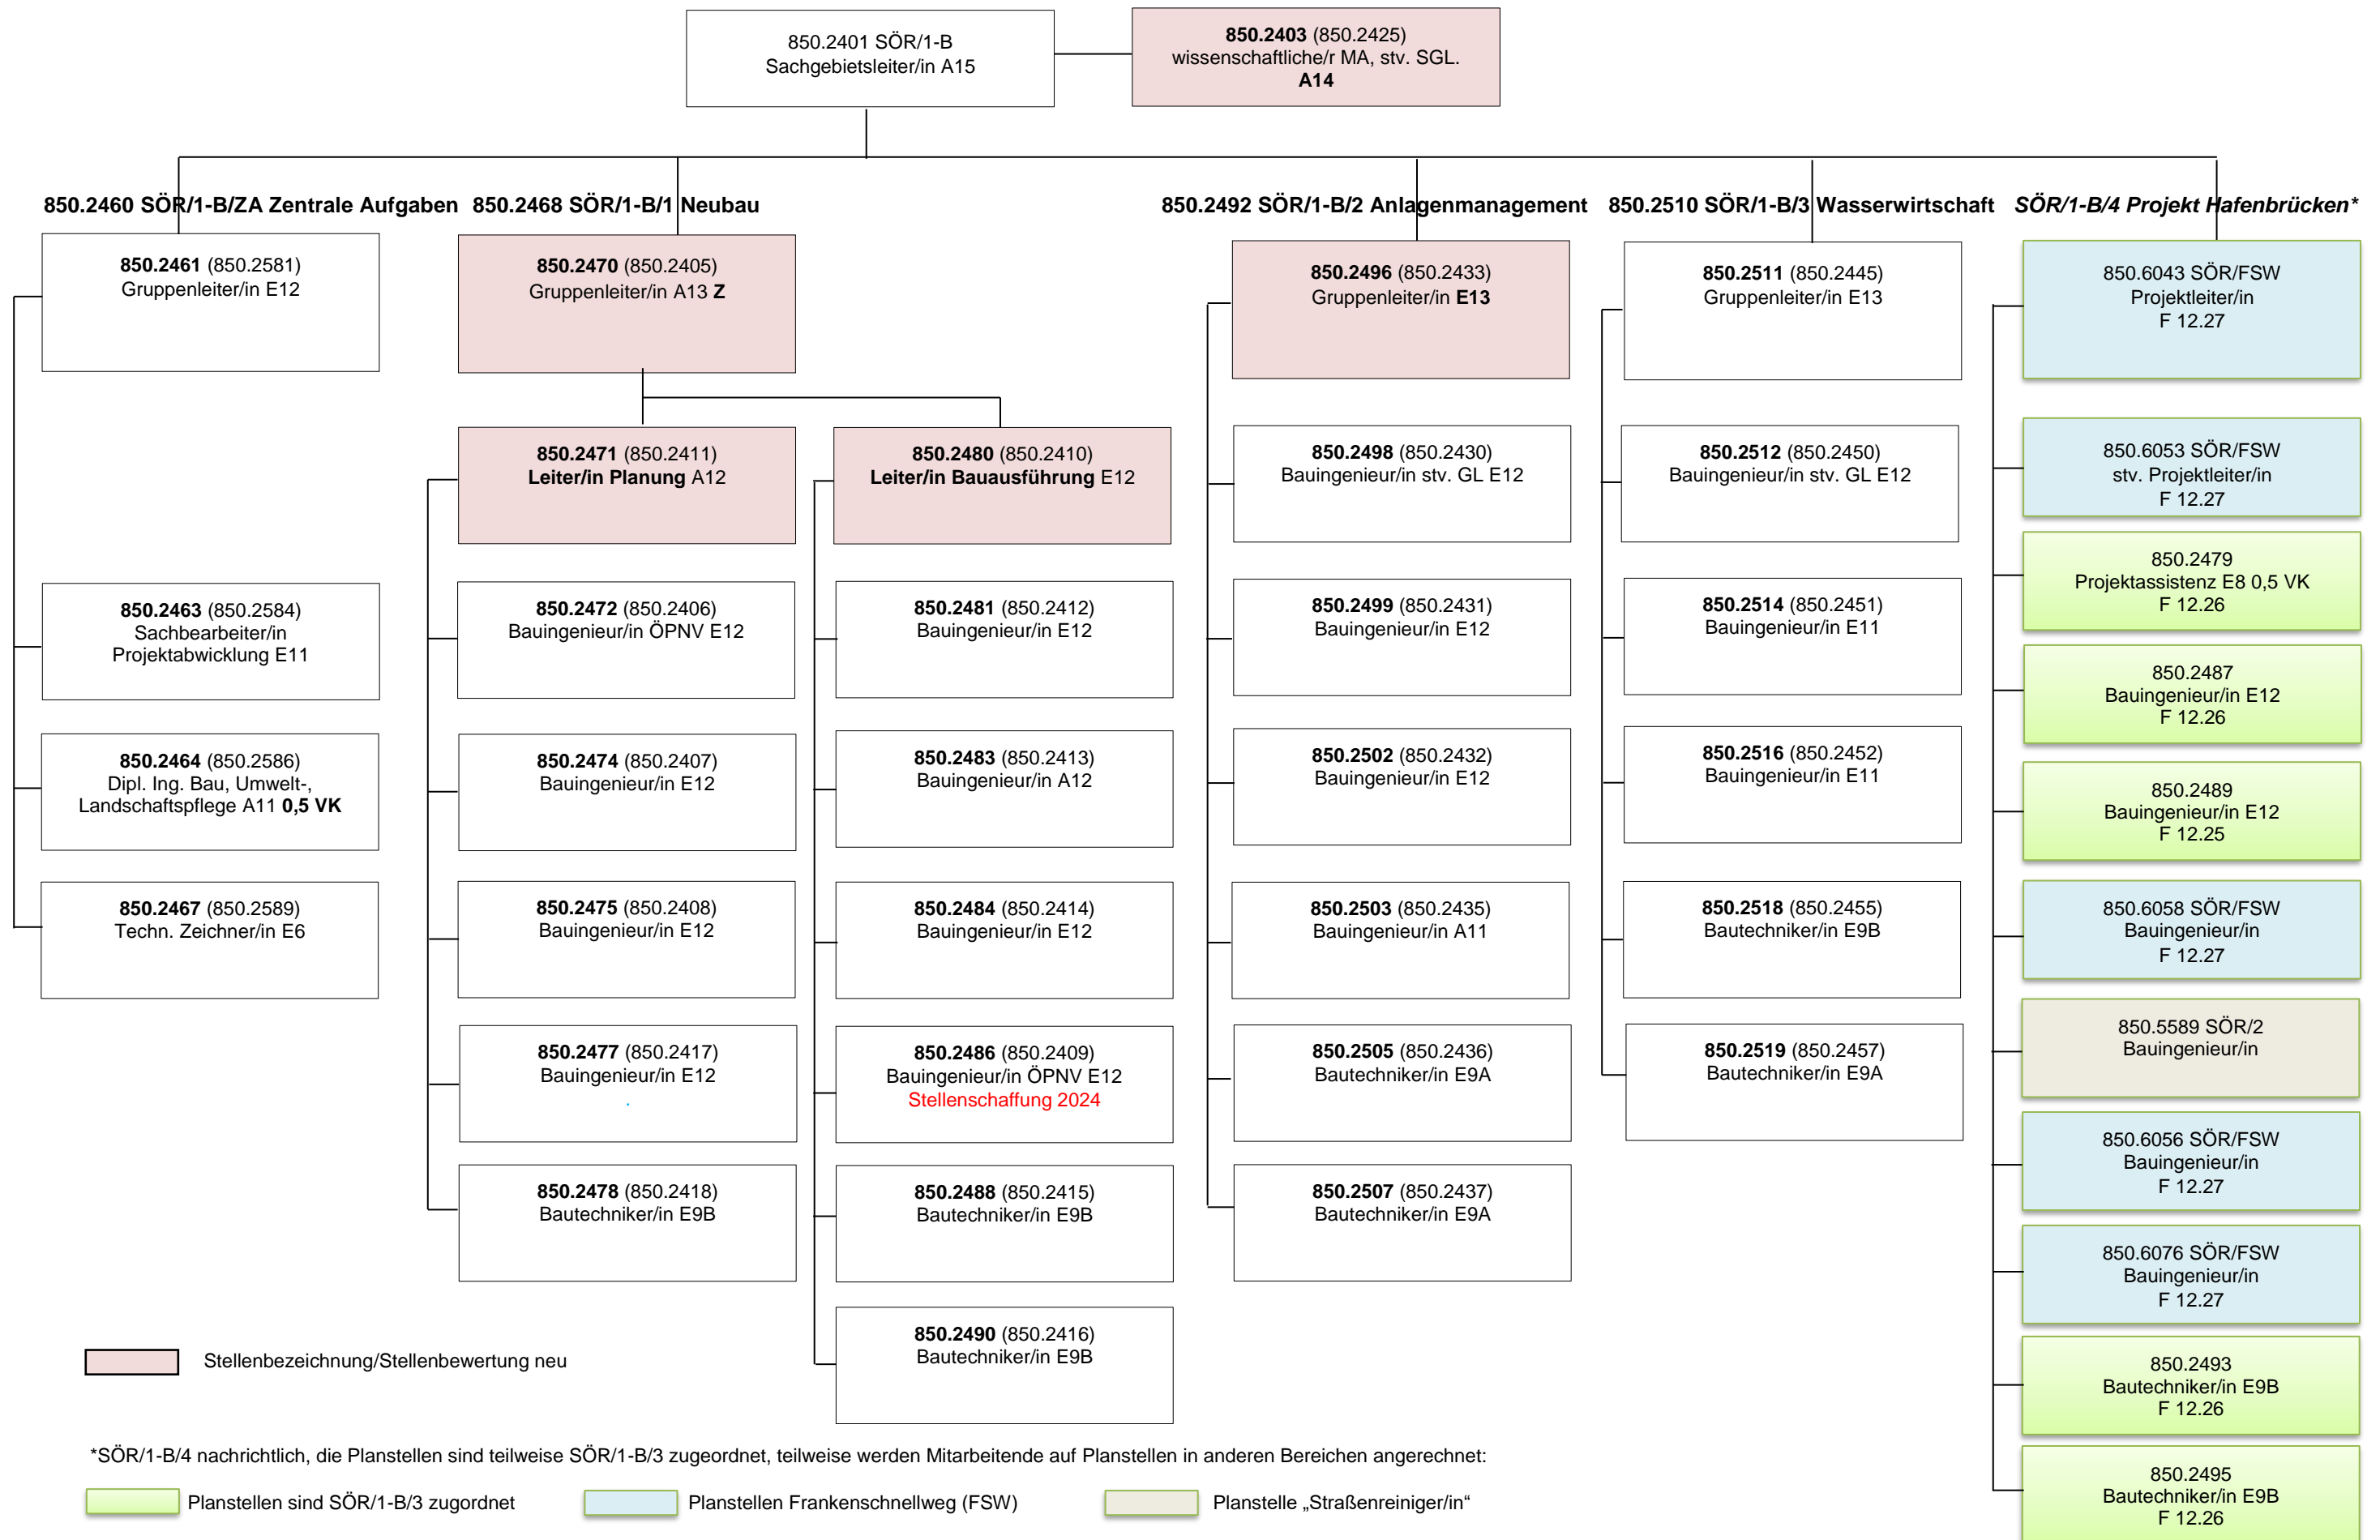 850.2401 SÖR/1-B
Sachgebietsleiter/in A15
850.2403 (850.2425)
wissenschaftliche/r MA, stv. SGL.
A14
850.2460 SÖR/1-B/ZA Zentrale Aufgaben
850.2461 (850.2581)
Gruppenleiter/in E12
850.2463 (850.2584)
Sachbearbeiter/in
Projektabwicklung E11
850.2464 (850.2586)
Dipl. Ing. Bau, Umwelt-,
Landschaftspflege A11 0,5 VK
850.2467 (850.2589)
Techn. Zeichner/in E6
850.2468 SÖR/1-B/1 Neubau
850.2470 (850.2405)
Gruppenleiter/in A13 Z
850.2471 (850.2411)
Leiter/in Planung A12
850.2472 (850.2406)
Bauingenieur/in ÖPNV E12
850.2474 (850.2407)
Bauingenieur/in E12
850.2475 (850.2408)
Bauingenieur/in E12
850.2477 (850.2417)
Bauingenieur/in E12
.
850.2478 (850.2418)
Bautechniker/in E9B
850.2480 (850.2410)
Leiter/in Bauausführung E12
850.2481 (850.2412)
Bauingenieur/in E12
850.2483 (850.2413)
Bauingenieur/in A12
850.2484 (850.2414)
Bauingenieur/in E12
850.2486 (850.2409)
Bauingenieur/in ÖPNV E12
Stellenschaffung 2024
850.2488 (850.2415)
Bautechniker/in E9B
850.2490 (850.2416)
Bautechniker/in E9B
850.2492 SÖR/1-B/2 Anlagenmanagement
850.2496 (850.2433)
Gruppenleiter/in E13
850.2498 (850.2430)
Bauingenieur/in stv. GL E12
850.2499 (850.2431)
Bauingenieur/in E12
850.2502 (850.2432)
Bauingenieur/in E12
850.2503 (850.2435)
Bauingenieur/in A11
850.2505 (850.2436)
Bautechniker/in E9A
850.2507 (850.2437)
Bautechniker/in E9A
850.2510 SÖR/1-B/3 Wasserwirtschaft
850.2511 (850.2445)
Gruppenleiter/in E13
850.2512 (850.2450)
Bauingenieur/in stv. GL E12
850.2514 (850.2451)
Bauingenieur/in E11
850.2516 (850.2452)
Bauingenieur/in E11
850.2518 (850.2455)
Bautechniker/in E9B
850.2519 (850.2457)
Bautechniker/in E9A
SÖR/1-B/4 Projekt Hafenbrücken*
850.6043 SÖR/FSW
Projektleiter/in
F 12.27
850.6053 SÖR/FSW
stv. Projektleiter/in
F 12.27
850.2479
Projektassistenz E8 0,5 VK
F 12.26
850.2487
Bauingenieur/in E12
F 12.26
850.2489
Bauingenieur/in E12
F 12.25
850.6058 SÖR/FSW
Bauingenieur/in
F 12.27
850.5589 SÖR/2
Bauingenieur/in
850.6056 SÖR/FSW
Bauingenieur/in
F 12.27
850.6076 SÖR/FSW
Bauingenieur/in
F 12.27
850.2493
Bautechniker/in E9B
F 12.26
850.2495
Bautechniker/in E9B
F 12.26
Stellenbezeichnung/Stellenbewertung neu
*SÖR/1-B/4 nachrichtlich, die Planstellen sind teilweise SÖR/1-B/3 zugeordnet, teilweise werden Mitarbeitende auf Planstellen in anderen Bereichen angerechnet:
Planstellen sind SÖR/1-B/3 zugordnet
Planstellen Frankenschnellweg (FSW)
Planstelle „Straßenreiniger/in“